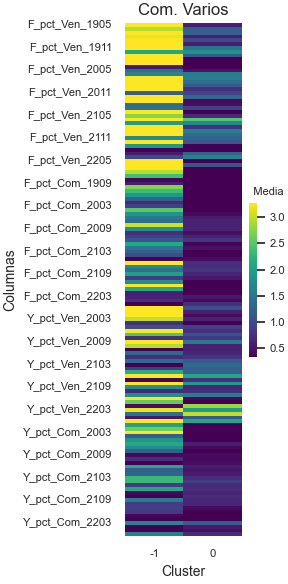 Com. Varios
F_pct_Ven_1905
F_pct_Ven_1911
F_pct_Ven_2005
F_pct_Ven_2011
F_pct_Ven_2105
F_pct_Ven_2111
F_pct_Ven_2205
F_pct_Com_1909
F_pct_Com_2003
F_pct_Com_2009
F_pct_Com_2103
F_pct_Com_2109
F_pct_Com_2203
Y_pct_Ven_2003
Y_pct_Ven_2009
Y_pct_Ven_2103
Y_pct_Ven_2109
Y_pct_Ven_2203
Y_pct_Com_2003
Y_pct_Com_2009
Y_pct_Com_2103
Y_pct_Com_2109
Y_pct_Com_2203
Columnas
-1 0
Cluster
Media
3.0
2.5
2.0
1.5
1.0
0.5